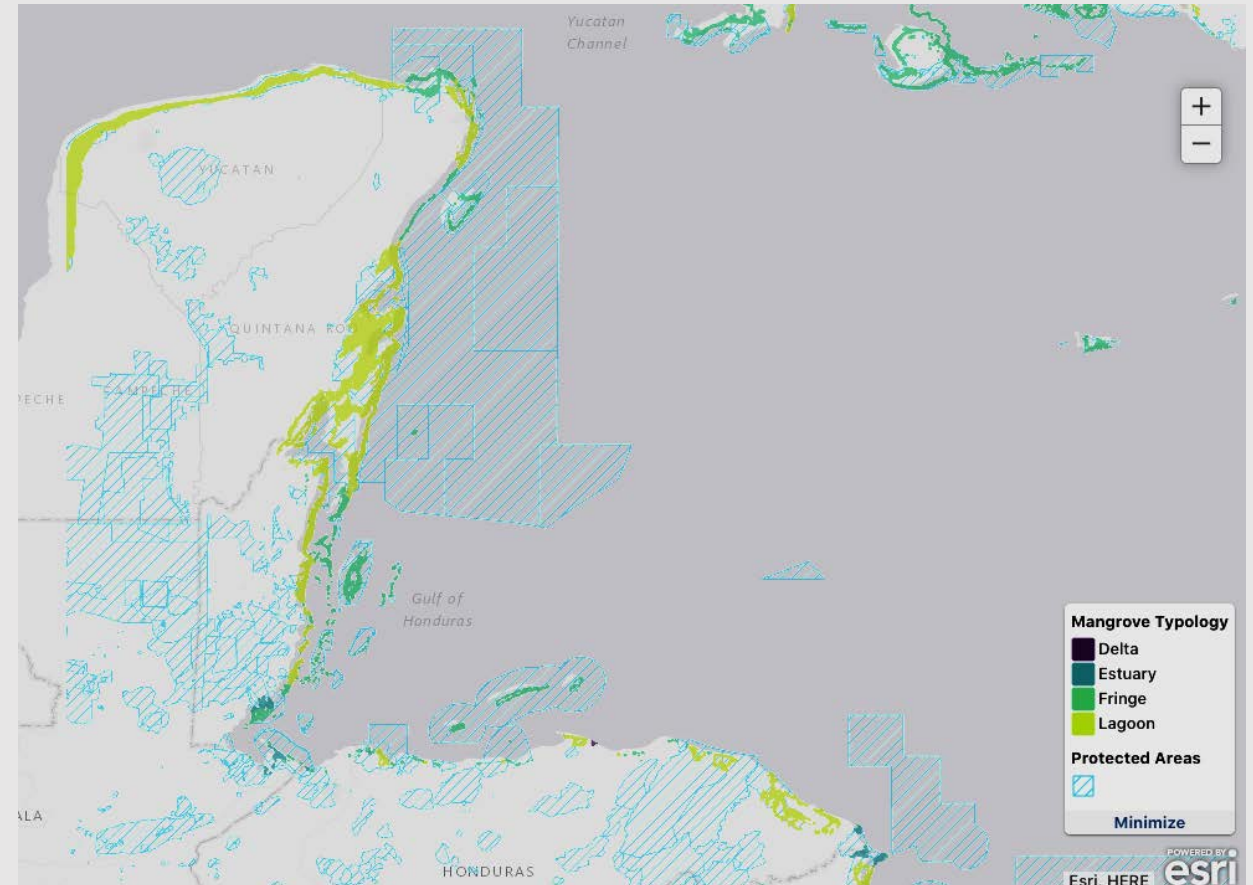 Yucatan
Channel
+
−
YUCATAN
QUINTANA ROO
CAMPECHE
PECHE
Gulf of
Honduras
Mangrove Typology
Delta
Estuary
Fringe
Lagoon
Protected Areas
Minimize
ALA
HONDURAS
POWERED BY
esri
Esri, HERE